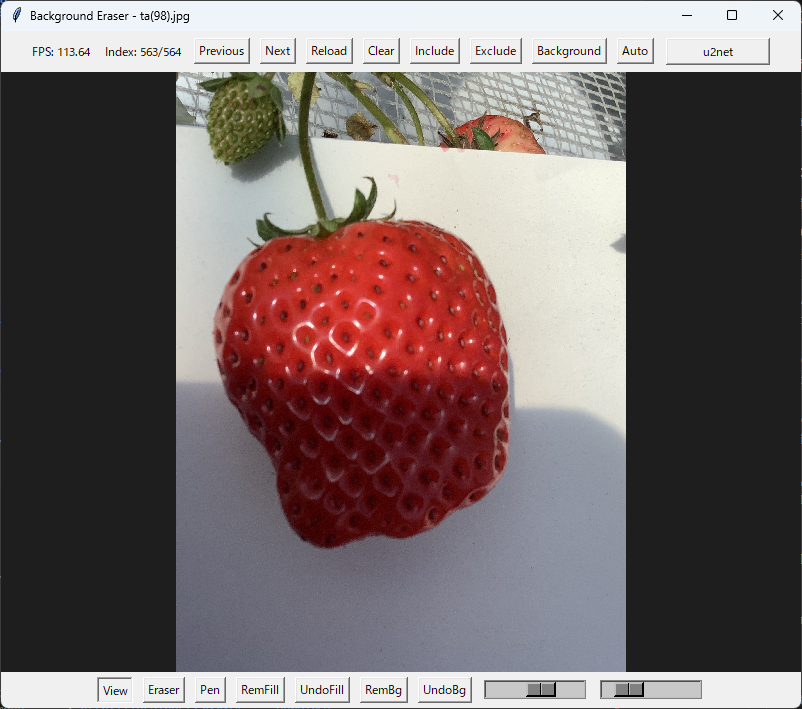 Background Eraser - ta(98).jpg
FPS: 113.64 Index: 563/564 Previous Next Reload Clear Include Exclude Background Auto u2net
View Eraser Pen RemFill UndoFill RemBg UndoBg